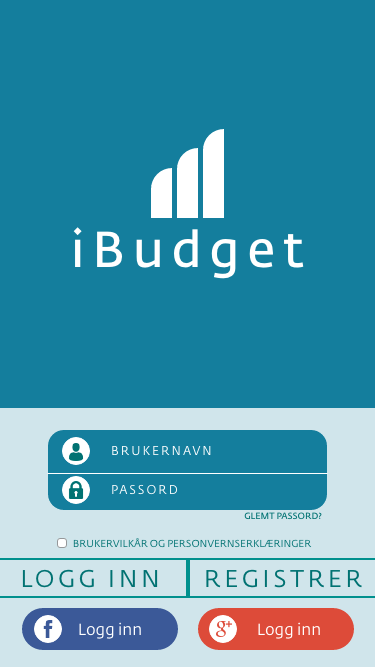 iBudget
BRUKERNAVN
PASSORD
GLEMT PASSORD?
BRUKERVILKÅR OG PERSONVERNSERKLÆRINGER
LOGG INN REGISTRER
f Logg inn g+ Logg inn